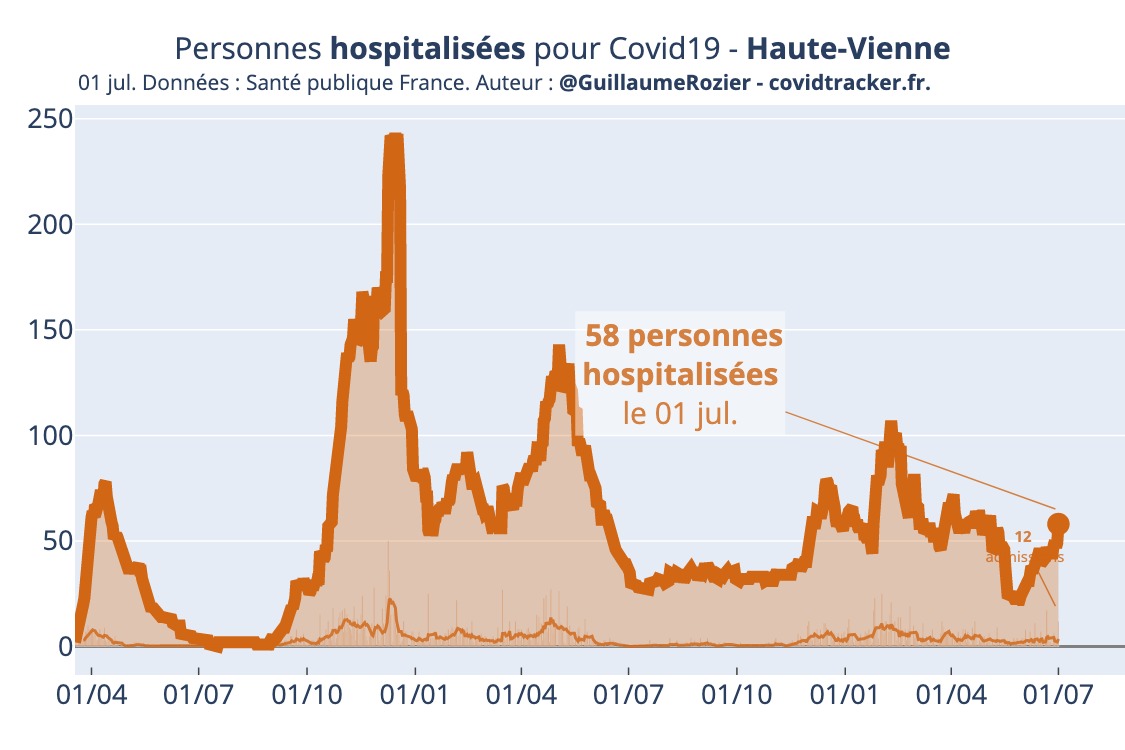 Personnes hospitalisées pour Covid19 - Haute-Vienne
01 jul. Données : Santé publique France. Auteur : @GuillaumeRozier - covidtracker.fr.
250
200
150
100
50
0
58 personnes
hospitalisées
le 01 jul.
12
admissions
01/04 01/07 01/10 01/01 01/04 01/07 01/10 01/01 01/04 01/07